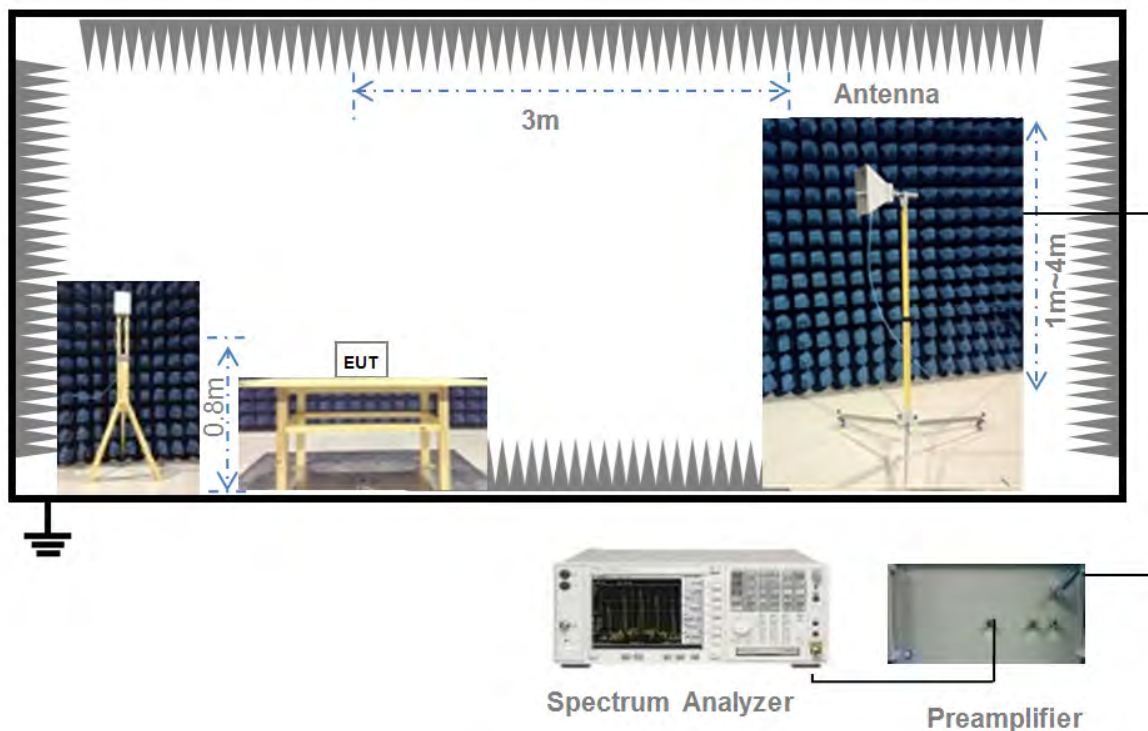 Antenna
3m
1m~4m
EUT
0.8m
Spectrum Analyzer
Preamplifier